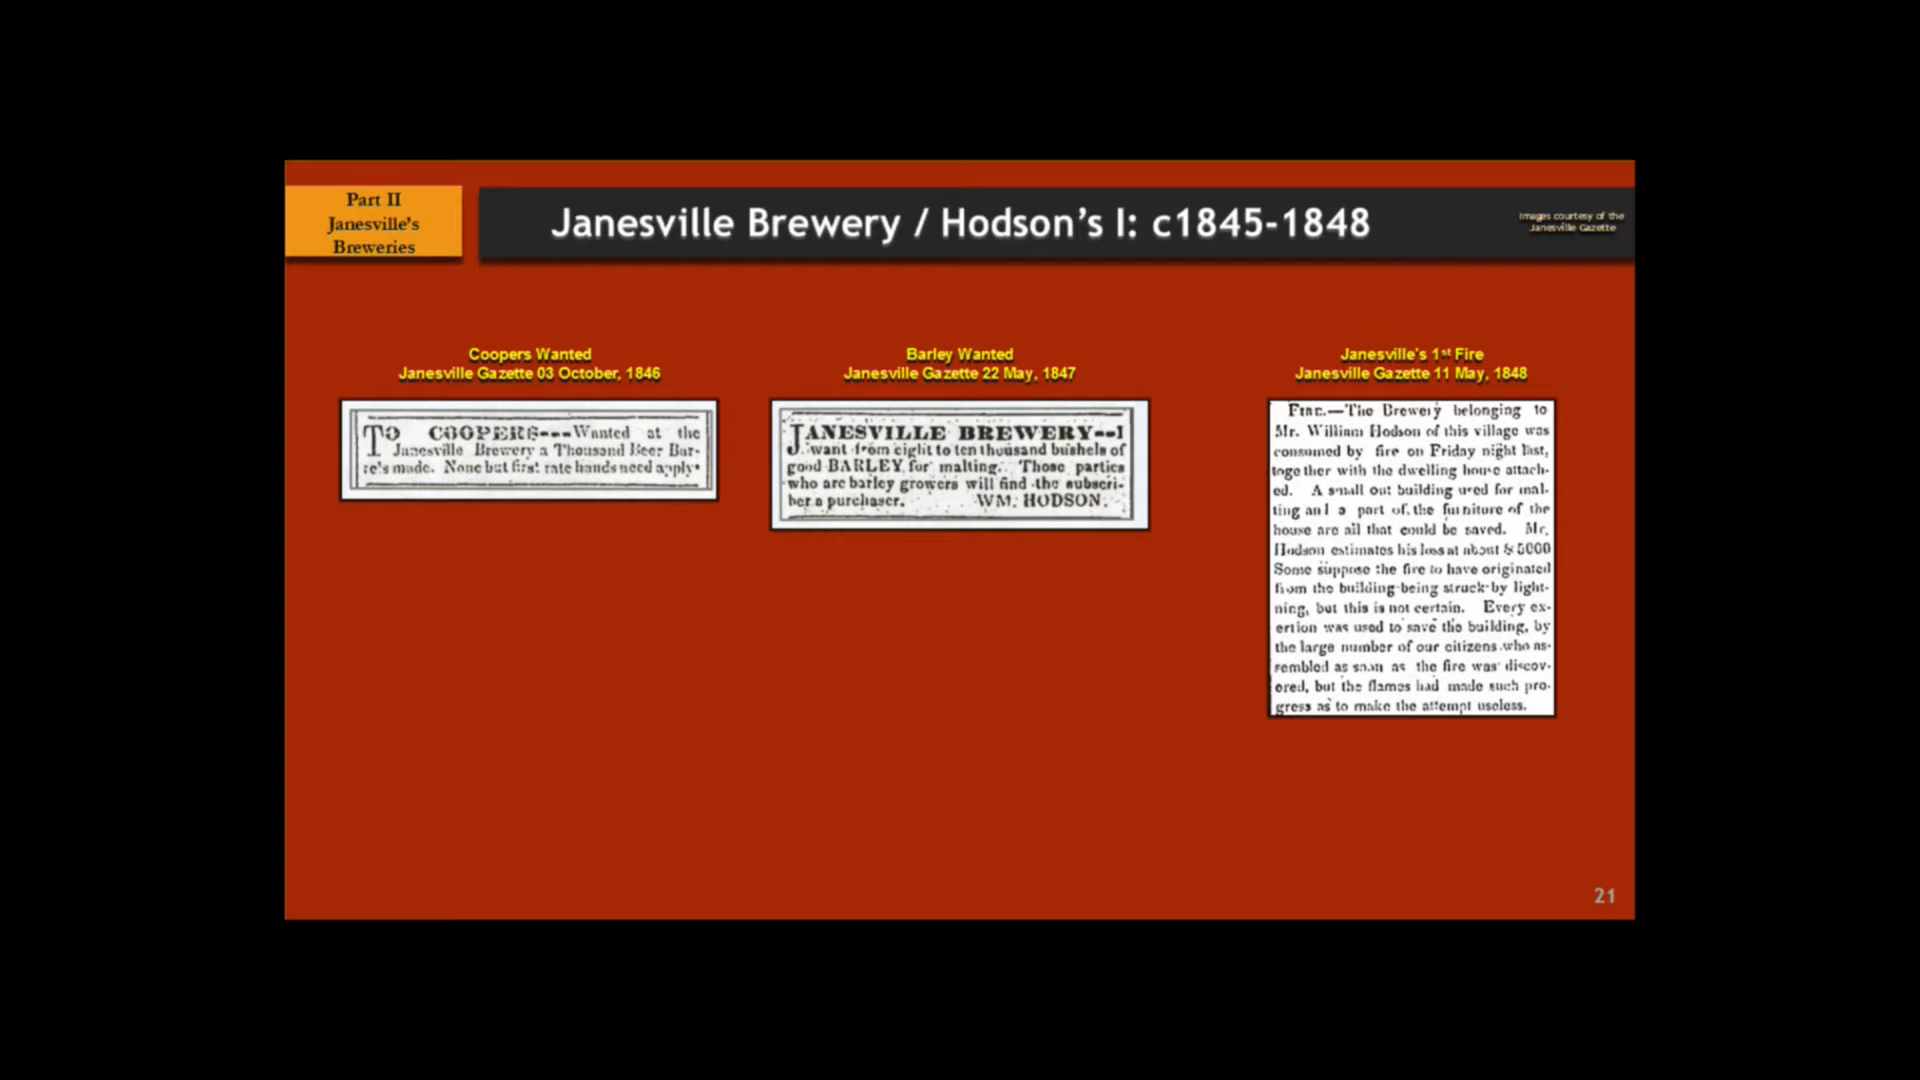 Part II
Janesville's
Breweries
Janesville Brewery / Hodson's I: c1845-1848
Images courtesy of the
Janesville Gazette
Coopers Wanted
Janesville Gazette 03 October, 1846
TO COOPERS---Wanted at the
Janesville Brewery a Thousand Beer Bar-
re's made. None but first rate hands need apply.
Barley Wanted
Janesville Gazette 22 May, 1847
JANESVILLE BREWERY--I
want from eight to ten thousand bushels of
good BARLEY for malting. Those parties
who are barley growers will find the subscri-
ber a purchaser. WM. HODSON.
Janesville's 1st Fire
Janesville Gazette 11 May, 1848
FIRE.—The Brewery belonging to
Mr. William Hodson of this village was
consumed by fire on Friday night last,
together with the dwelling house attach-
ed. A small out building used for mal-
ting and a part of the furniture of the
house are all that could be saved. Mr.
Hodson estimates his loss at about $5000
Some suppose the fire to have originated
from the building being struck by light-
ning, but this is not certain. Every ex-
ertion was used to save the building, by
the large number of our citizens who as-
sembled as soon as the fire was discov-
ered, but the flames had made such pro-
gress as to make the attempt useless.
21